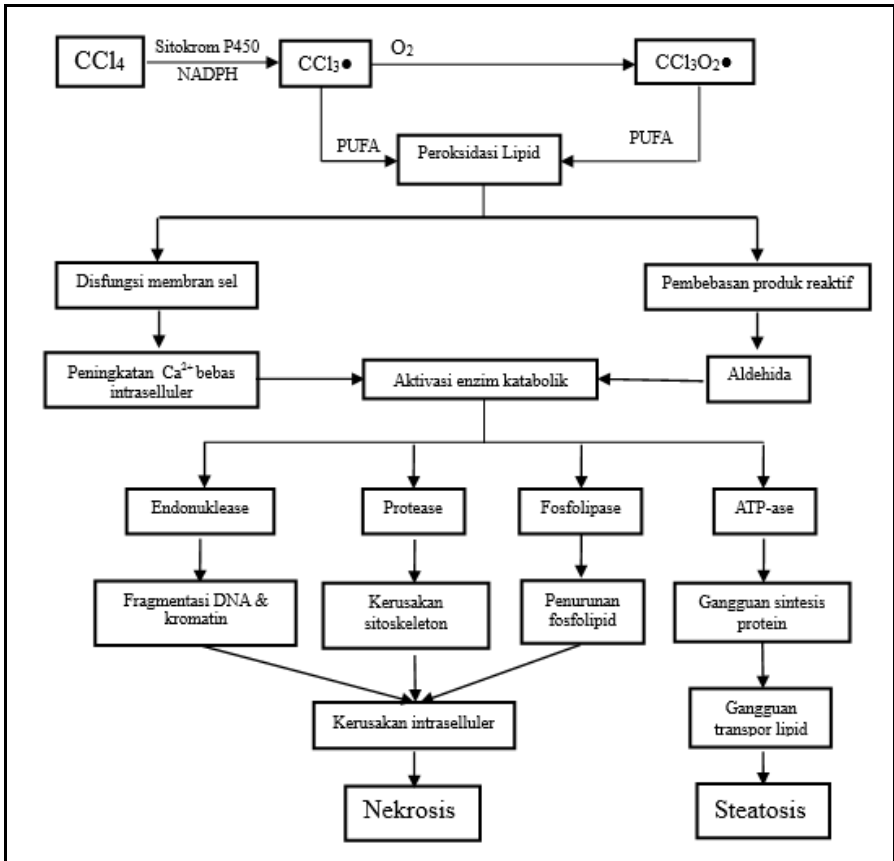 CCl₄
Sitokrom P450
NADPH
CCl₃●
O₂
CCl₃O₂●
PUFA
Peroksidasi Lipid
PUFA
Disfungsi membran sel
Pembebasan produk reaktif
Peningkatan Ca²⁺ bebas
intraselluler
Aktivasi enzim katabolik
Aldehida
Endonuklease
Protease
Fosfolipase
ATP-ase
Fragmentasi DNA &
kromatin
Kerusakan
sitoskeleton
Penurunan
fosfolipid
Gangguan sintesis
protein
Kerusakan intraselluler
Gangguan
transpor lipid
Nekrosis
Steatosis